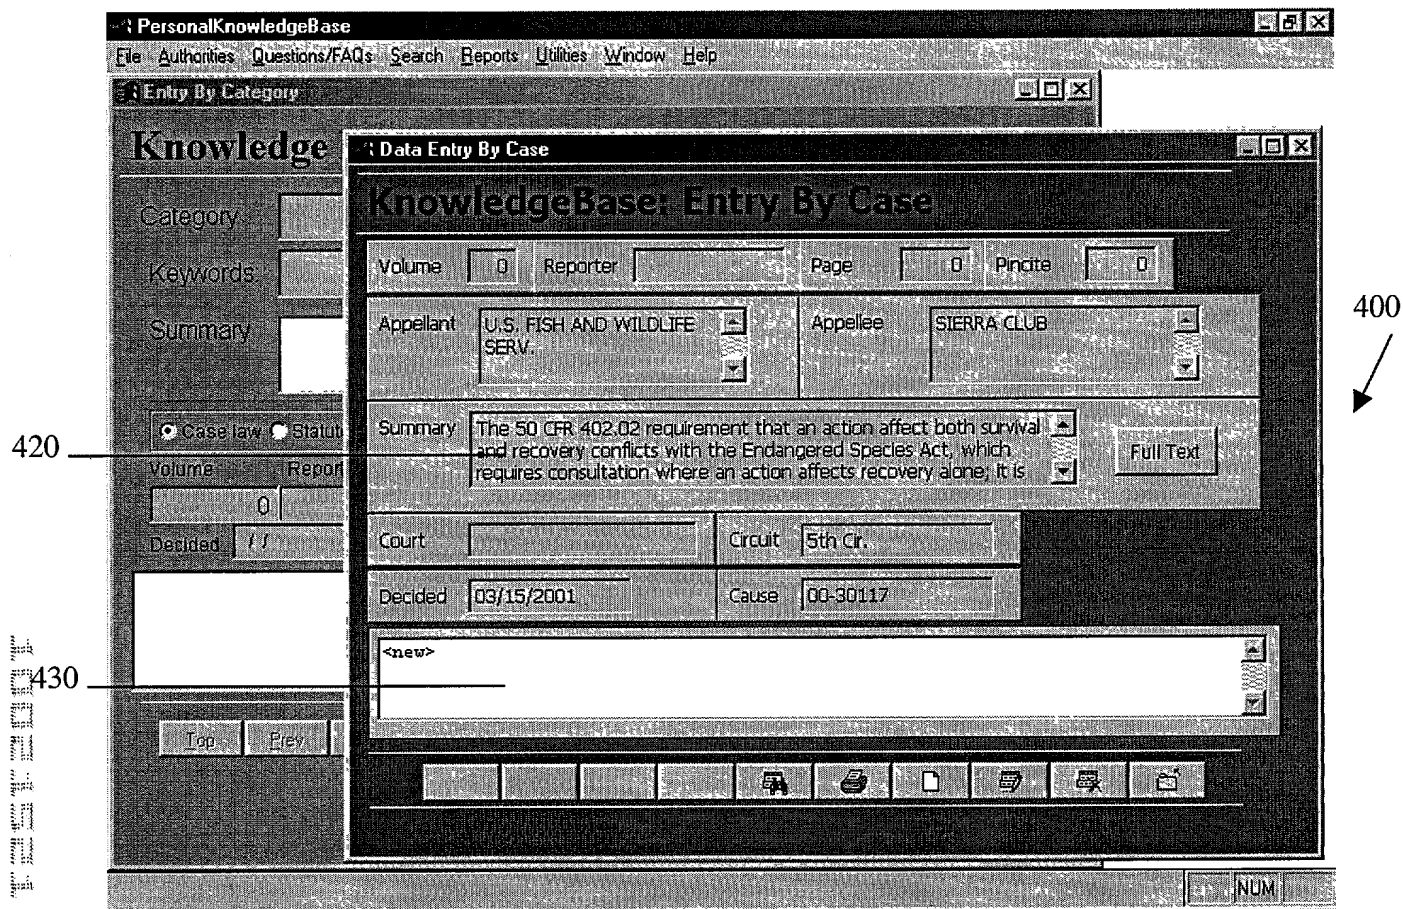 PersonalKnowledgeBase
File Authorities Questions/FAQs Search Reports Utilities Window Help
Entry By Category
Knowledge
Data Entry By Case
KnowledgeBase: Entry By Case
Category
Keywords
Summary
Volume 0 Reporter Page 0 Pincite 0
400
Appellant U.S. FISH AND WILDLIFE SERV. Appellee SIERRA CLUB
Case law Statut
420
Summary The 50 CFR 402.02 requirement that an action affect both survival
and recovery conflicts with the Endangered Species Act, which
requires consultation where an action affects recovery alone; it is
Full Text
Volume Report
0
Decided / /
Court Circuit 5th Cir.
Decided 03/15/2001 Cause 00-30117
<new>
430
Top Prev
NUM